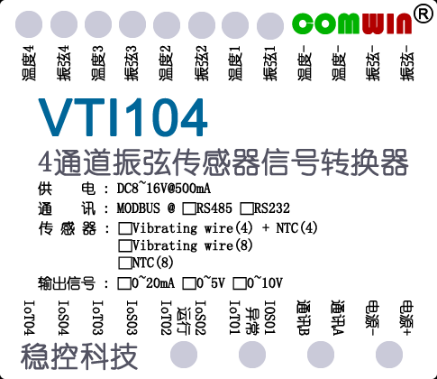 COMWIN®
温度4 振弦4 温度3 振弦3 温度2 振弦2 温度1 振弦1 温度- 温度- 振弦- 振弦-
VTI104
4通道振弦传感器信号转换器
供 电：DC8~16V@500mA
通 讯：MODBUS @ □RS485 □RS232
传 感 器：□Vibrating wire(4) + NTC(4)
□Vibrating wire(8)
□NTC(8)
输出信号：□0~20mA □0~5V □0~10V
IoT04 IoS04 IoT03 IoS03 IoT02 运行 IoS02 IoT01 异常 IOS01 通讯B 通讯A 电源- 电源+
稳控科技